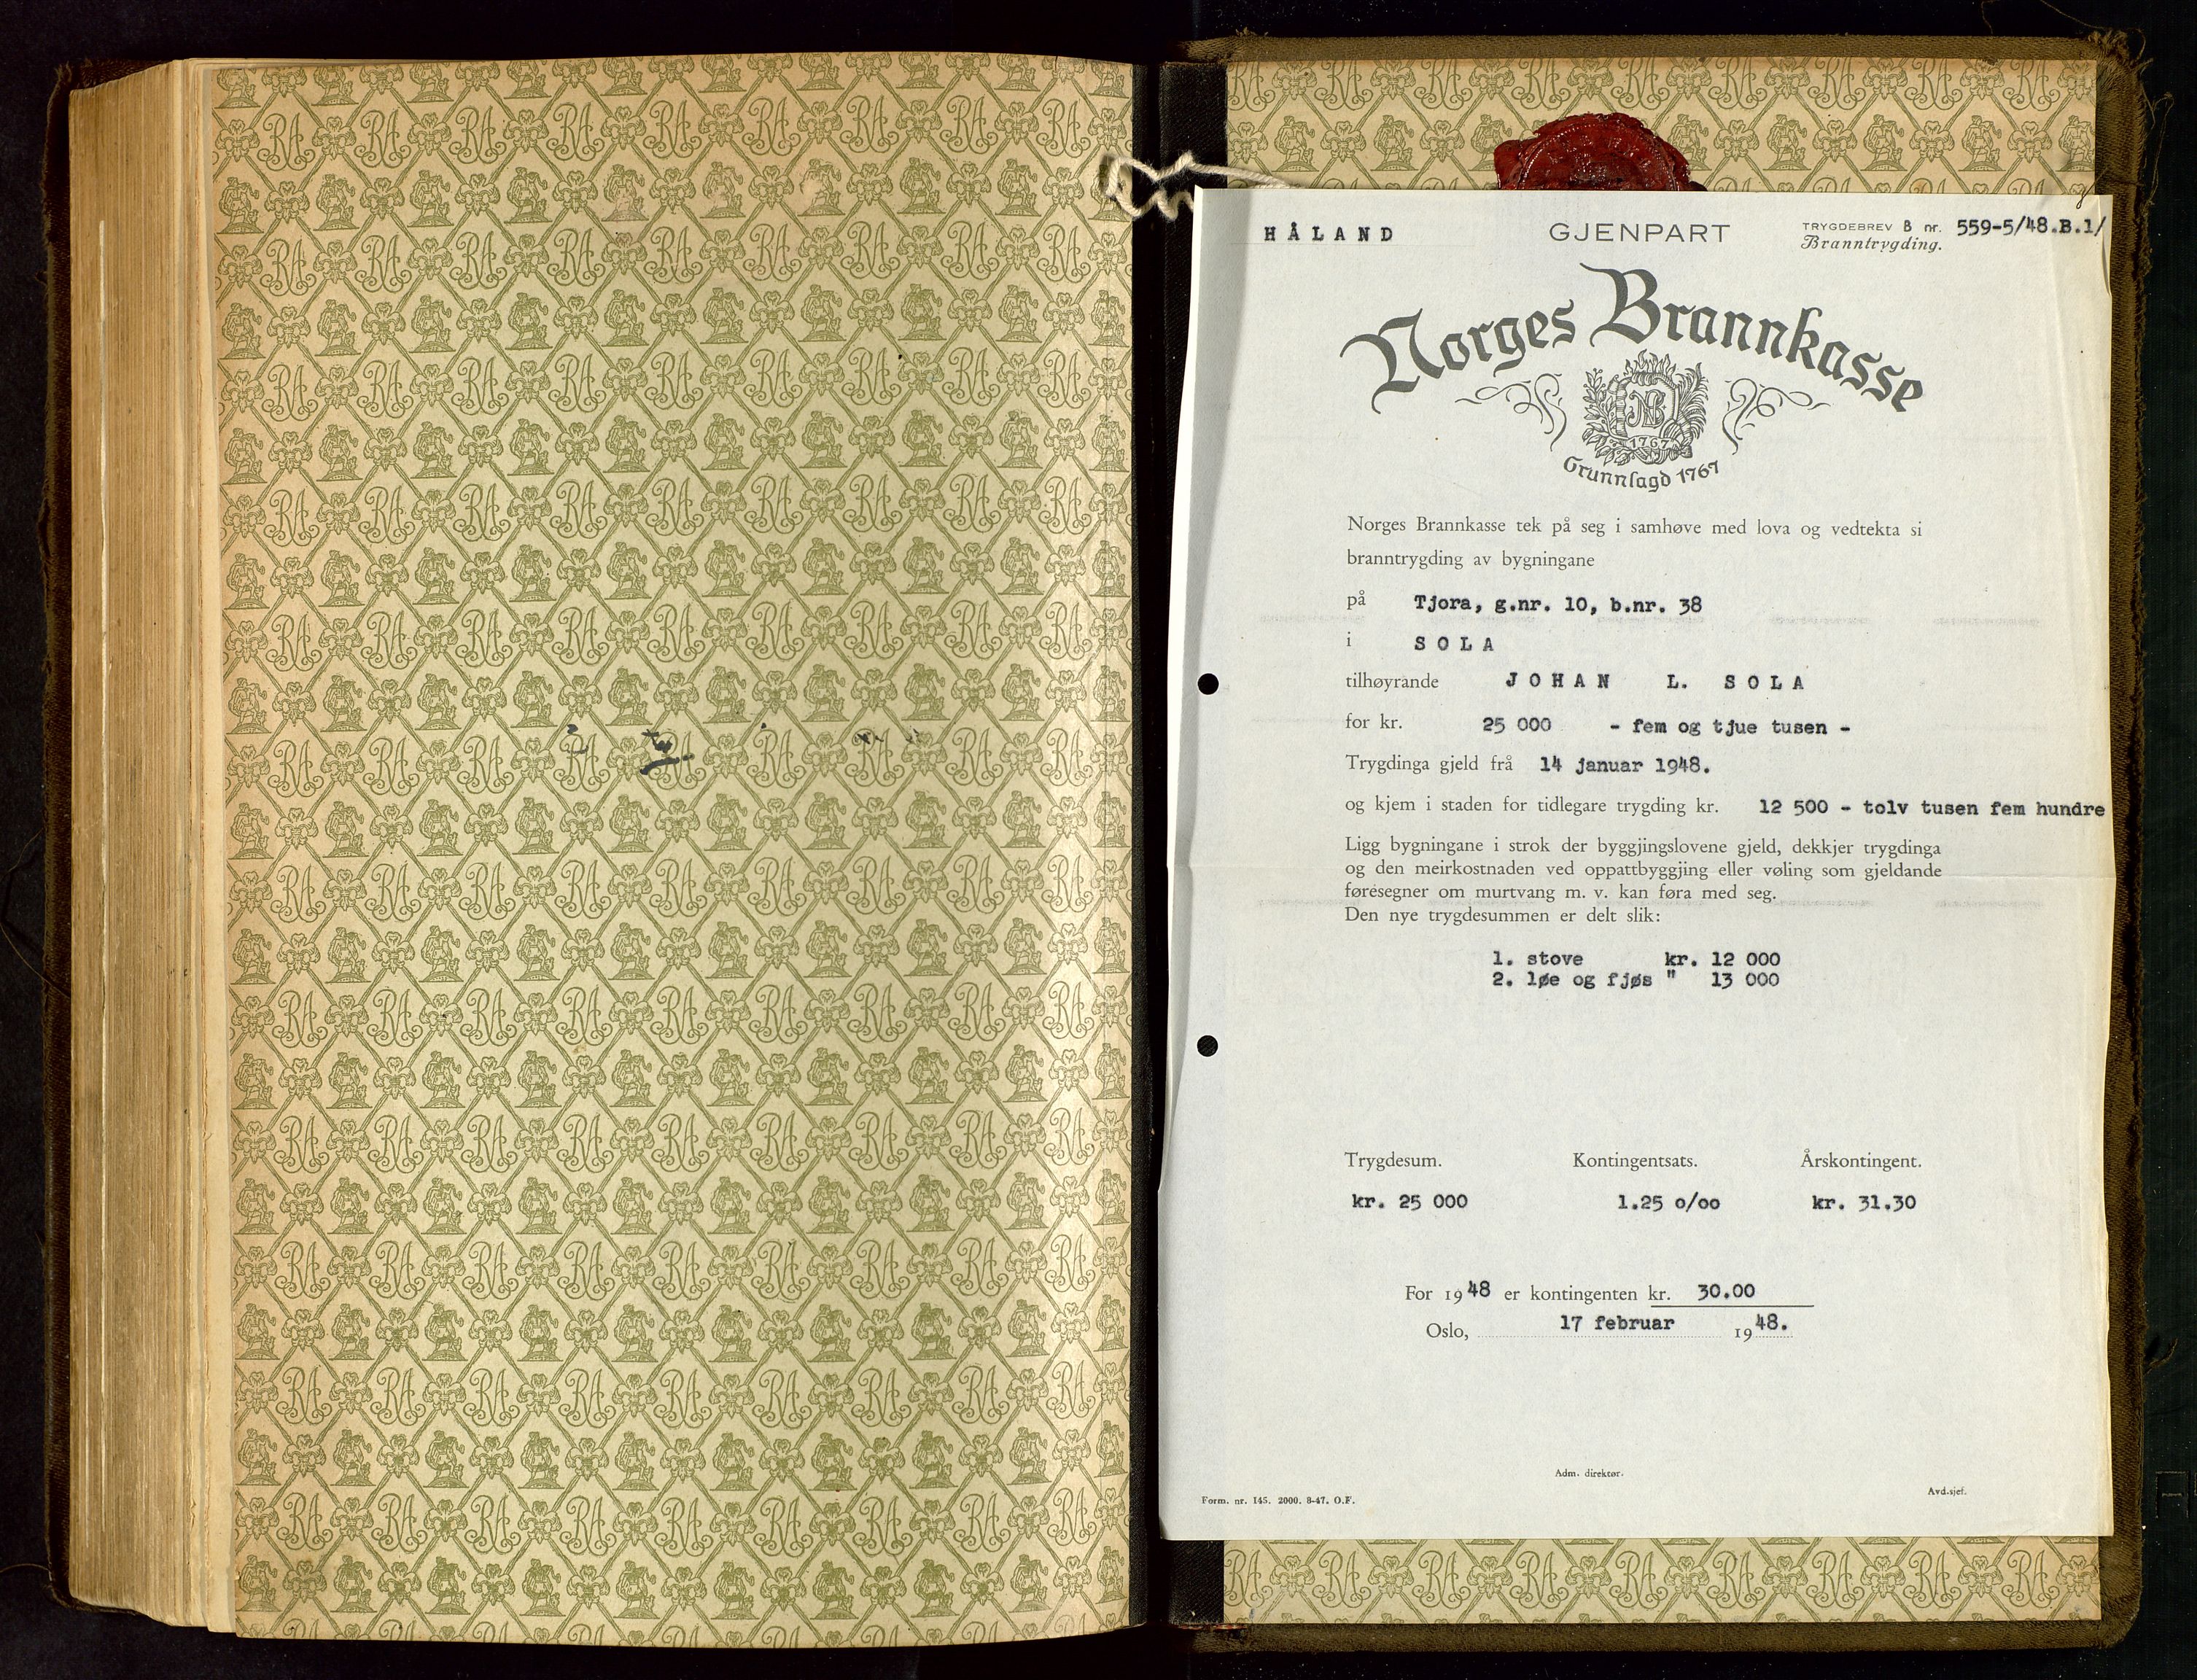 HÅLAND
GJENPART
TRYGDEBREV B nr. 559-5/48.B.1/
Branntrygding.
Norges Brannkasse
NB
1767
Grunnlagd 1767
Norges Brannkasse tek på seg i samhøve med lova og vedtekta si
branntrygding av bygningane
på Tjora, g.nr. 10, b.nr. 38
i SOLA
tilhøyrande JOHAN L. SOLA
for kr. 25 000 - fem og tjue tusen -
Trygdinga gjeld frå 14 januar 1948.
og kjem i staden for tidlegare trygding kr. 12 500 - tolv tusen fem hundre
Ligg bygningane i strok der byggjingslovene gjeld, dekkjer trygdinga
og den meirkostnaden ved oppattbyggjing eller vøling som gjeldande
føresegner om murtvang m. v. kan føra med seg.
Den nye trygdesummen er delt slik:
1. stove kr. 12 000
2. løe og fjøs " 13 000
Trygdesum. Kontingentsats. Årskontingent.
kr. 25 000 1.25 o/oo kr. 31.30
For 1948 er kontingenten kr. 30.00
Oslo, 17 februar 1948.
Adm. direktør.
Avd.sjef.
Form. nr. 145. 2000. 8-47. O.F.